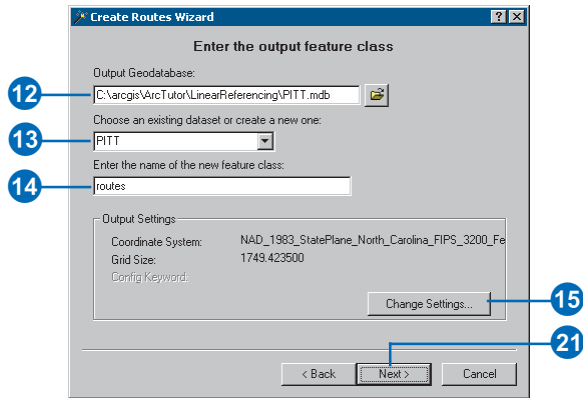 Create Routes Wizard
Enter the output feature class
Output Geodatabase:
12
C:\arcgis\ArcTutor\LinearReferencing\PITT.mdb
Choose an existing dataset or create a new one:
13
PITT
Enter the name of the new feature class:
14
routes
Output Settings
Coordinate System: NAD_1983_StatePlane_North_Carolina_FIPS_3200_Fe
Grid Size: 1749.423500
Config Keyword:
Change Settings...
15
21
< Back Next > Cancel